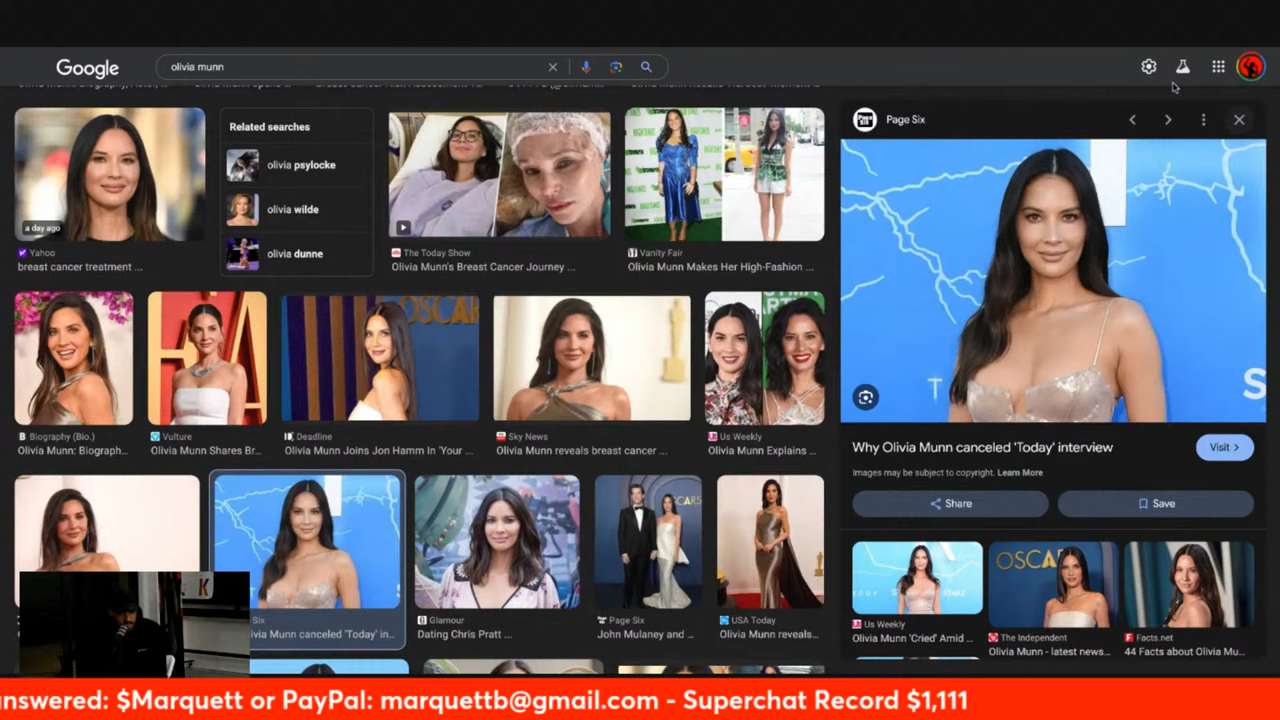 Google
olivia munn
Page Six
a day ago
Yahoo
breast cancer treatment ...
Related searches
olivia psylocke
olivia wilde
olivia dunne
The Today Show
Olivia Munn's Breast Cancer Journey ...
Vanity Fair
Olivia Munn Makes Her High-Fashion ...
OSCAR
Biography (Bio.)
Olivia Munn: Biograph...
Vulture
Olivia Munn Shares Br...
Deadline
Olivia Munn Joins Jon Hamm In 'Your ...
Sky News
Olivia Munn reveals breast cancer ...
Us Weekly
Olivia Munn Explains ...
Why Olivia Munn canceled 'Today' interview
Visit >
Images may be subject to copyright. Learn More
Share
Save
Six
ivia Munn canceled 'Today' in...
Glamour
Dating Chris Pratt ...
Page Six
John Mulaney and ...
USA Today
Olivia Munn reveals...
Us Weekly
Olivia Munn 'Cried' Amid ...
OSCAR
The Independent
Olivia Munn - latest news...
Facts.net
44 Facts about Olivia Mu...
K
nswered: $Marquett or PayPal: marquettb@gmail.com - Superchat Record $1,111